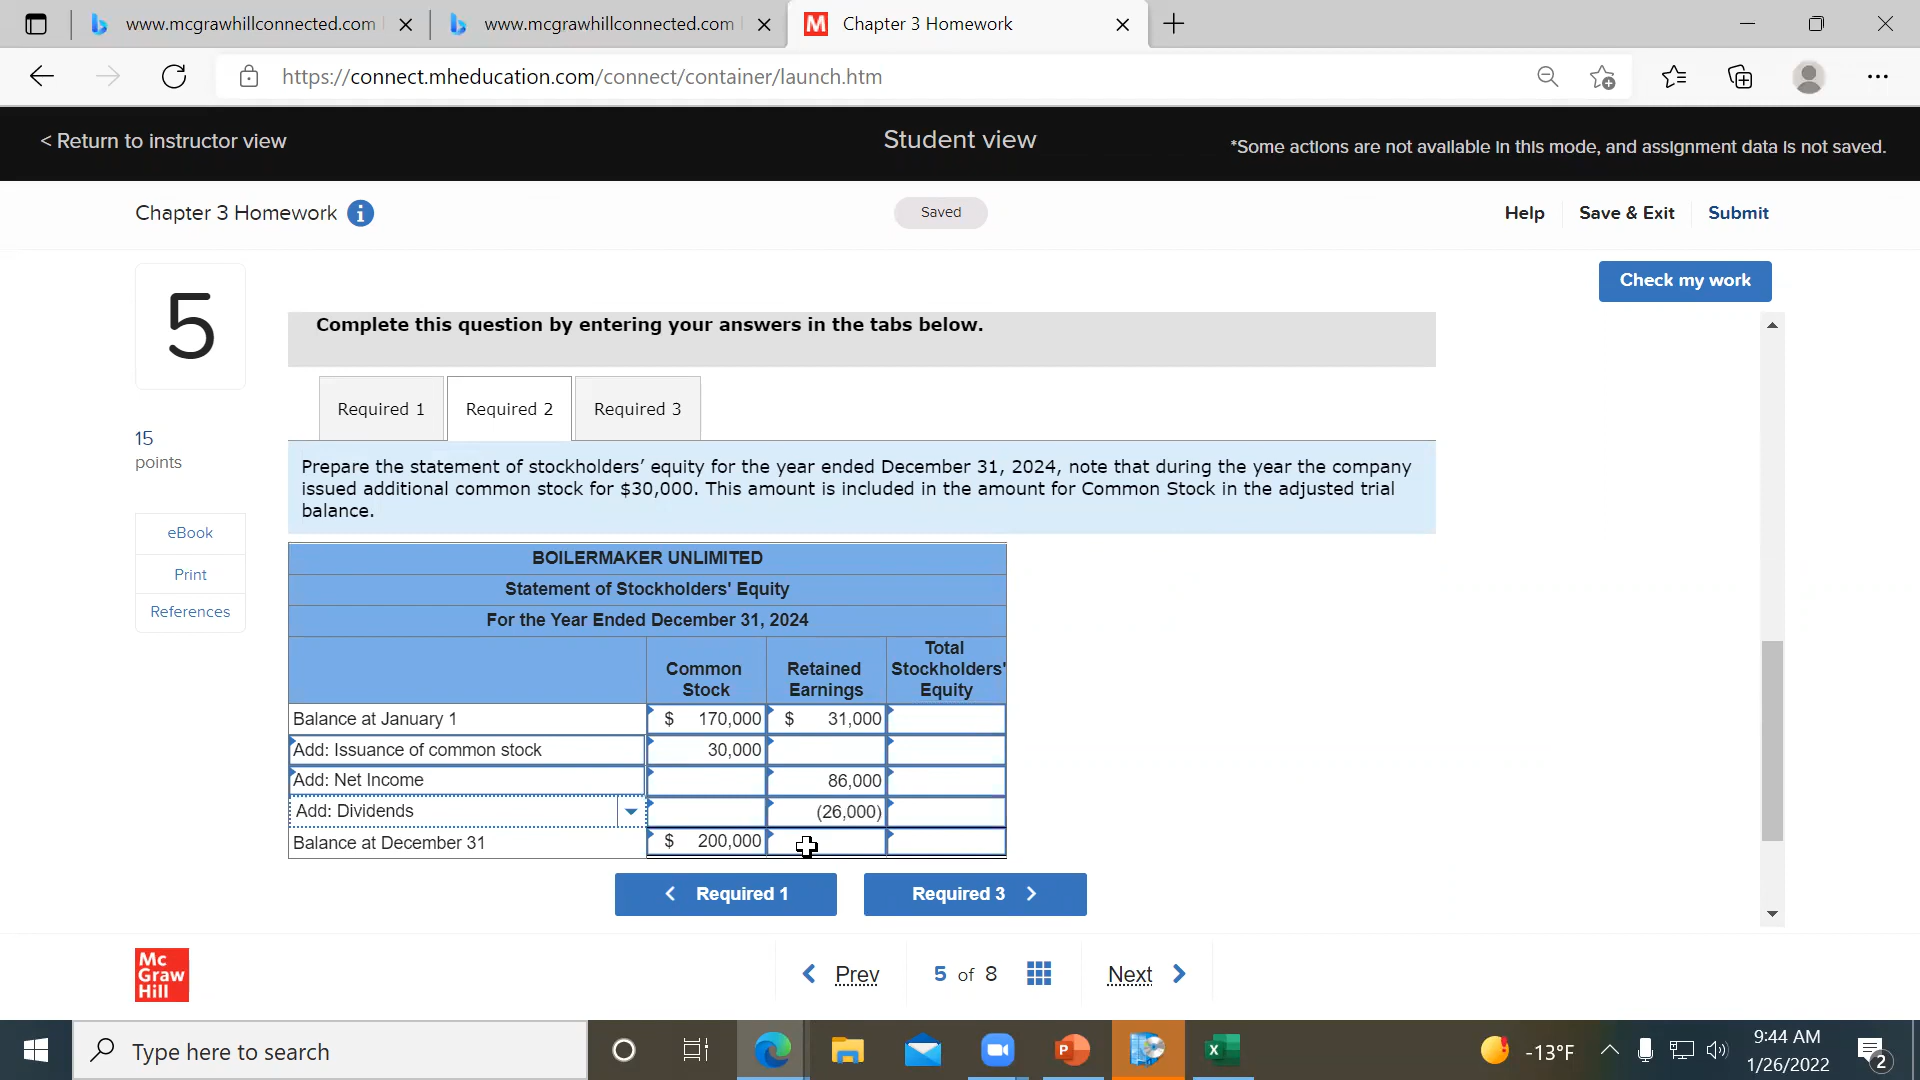 www.mcgrawhillconnected.com
www.mcgrawhillconnected.com
M Chapter 3 Homework
https://connect.mheducation.com/connect/container/launch.htm
< Return to instructor view
Student view
*Some actions are not available in this mode, and assignment data is not saved.
Chapter 3 Homework i
Saved
Help
Save & Exit
Submit
5
Check my work
Complete this question by entering your answers in the tabs below.
Required 1
Required 2
Required 3
15
points
Prepare the statement of stockholders' equity for the year ended December 31, 2024, note that during the year the company
issued additional common stock for $30,000. This amount is included in the amount for Common Stock in the adjusted trial
balance.
eBook
Print
References
BOILERMAKER UNLIMITED
Statement of Stockholders' Equity
For the Year Ended December 31, 2024
Common Stock
Retained Earnings
Total Stockholders' Equity
Balance at January 1 $ 170,000 $ 31,000
Add: Issuance of common stock 30,000
Add: Net Income 86,000
Add: Dividends (26,000)
Balance at December 31 $ 200,000
< Required 1
Required 3 >
Mc
Graw
Hill
Prev
5 of 8
Next
Type here to search
P
X
-13°F
9:44 AM
1/26/2022
2